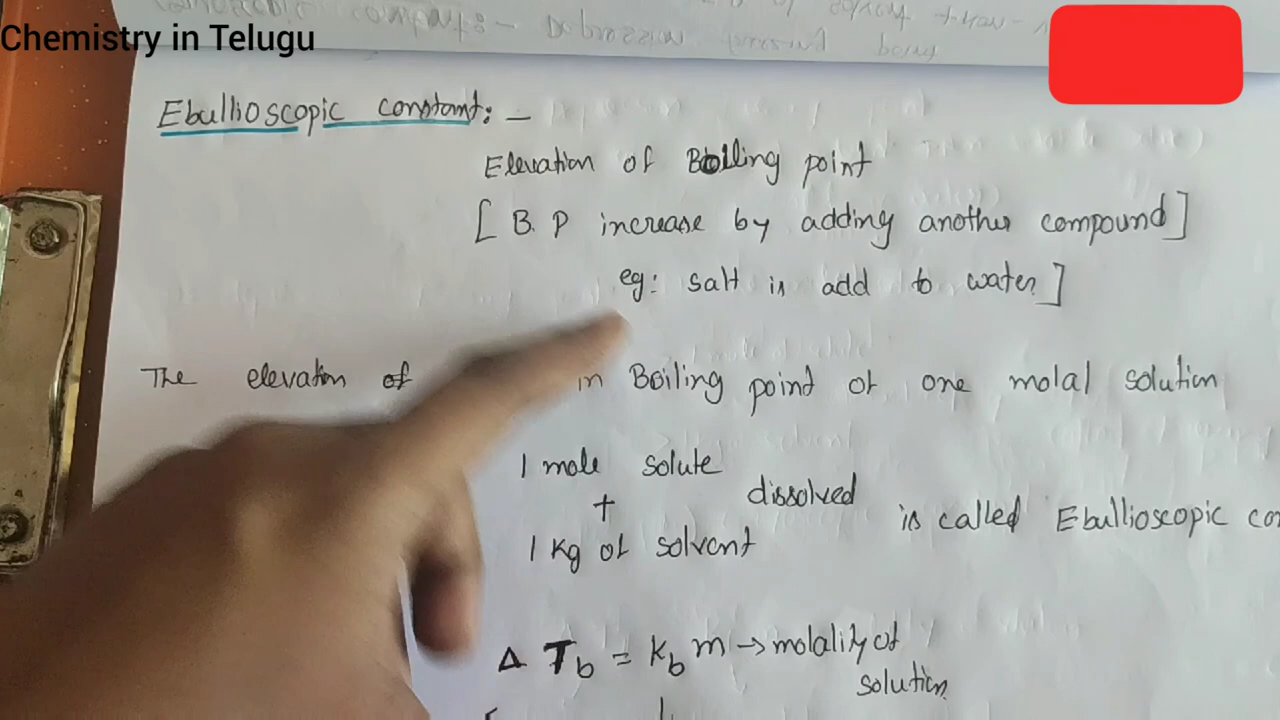 Chemistry in Telugu
Ebullioscopic constant: -
Elevation of Boiling point
[ B. P increase by adding another compound]
eg: salt is add to water ]
The elevation of in Boiling point of one molal solution
1 mole solute
+
dissolved
1 Kg of solvent
is called Ebullioscopic co
Δ Tb = Kb m → molality of
solution